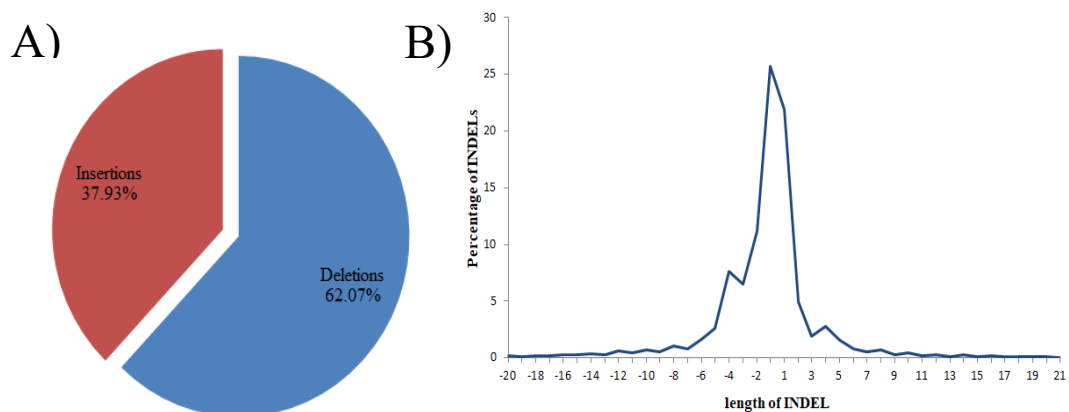 A)
Insertions
37.93%
Deletions
62.07%
B)
Percentage of INDELs
30
25
20
15
10
5
0
-20 -18 -16 -14 -12 -10 -8 -6 -4 -2 1 3 5 7 9 11 13 15 17 19 21
length of INDEL